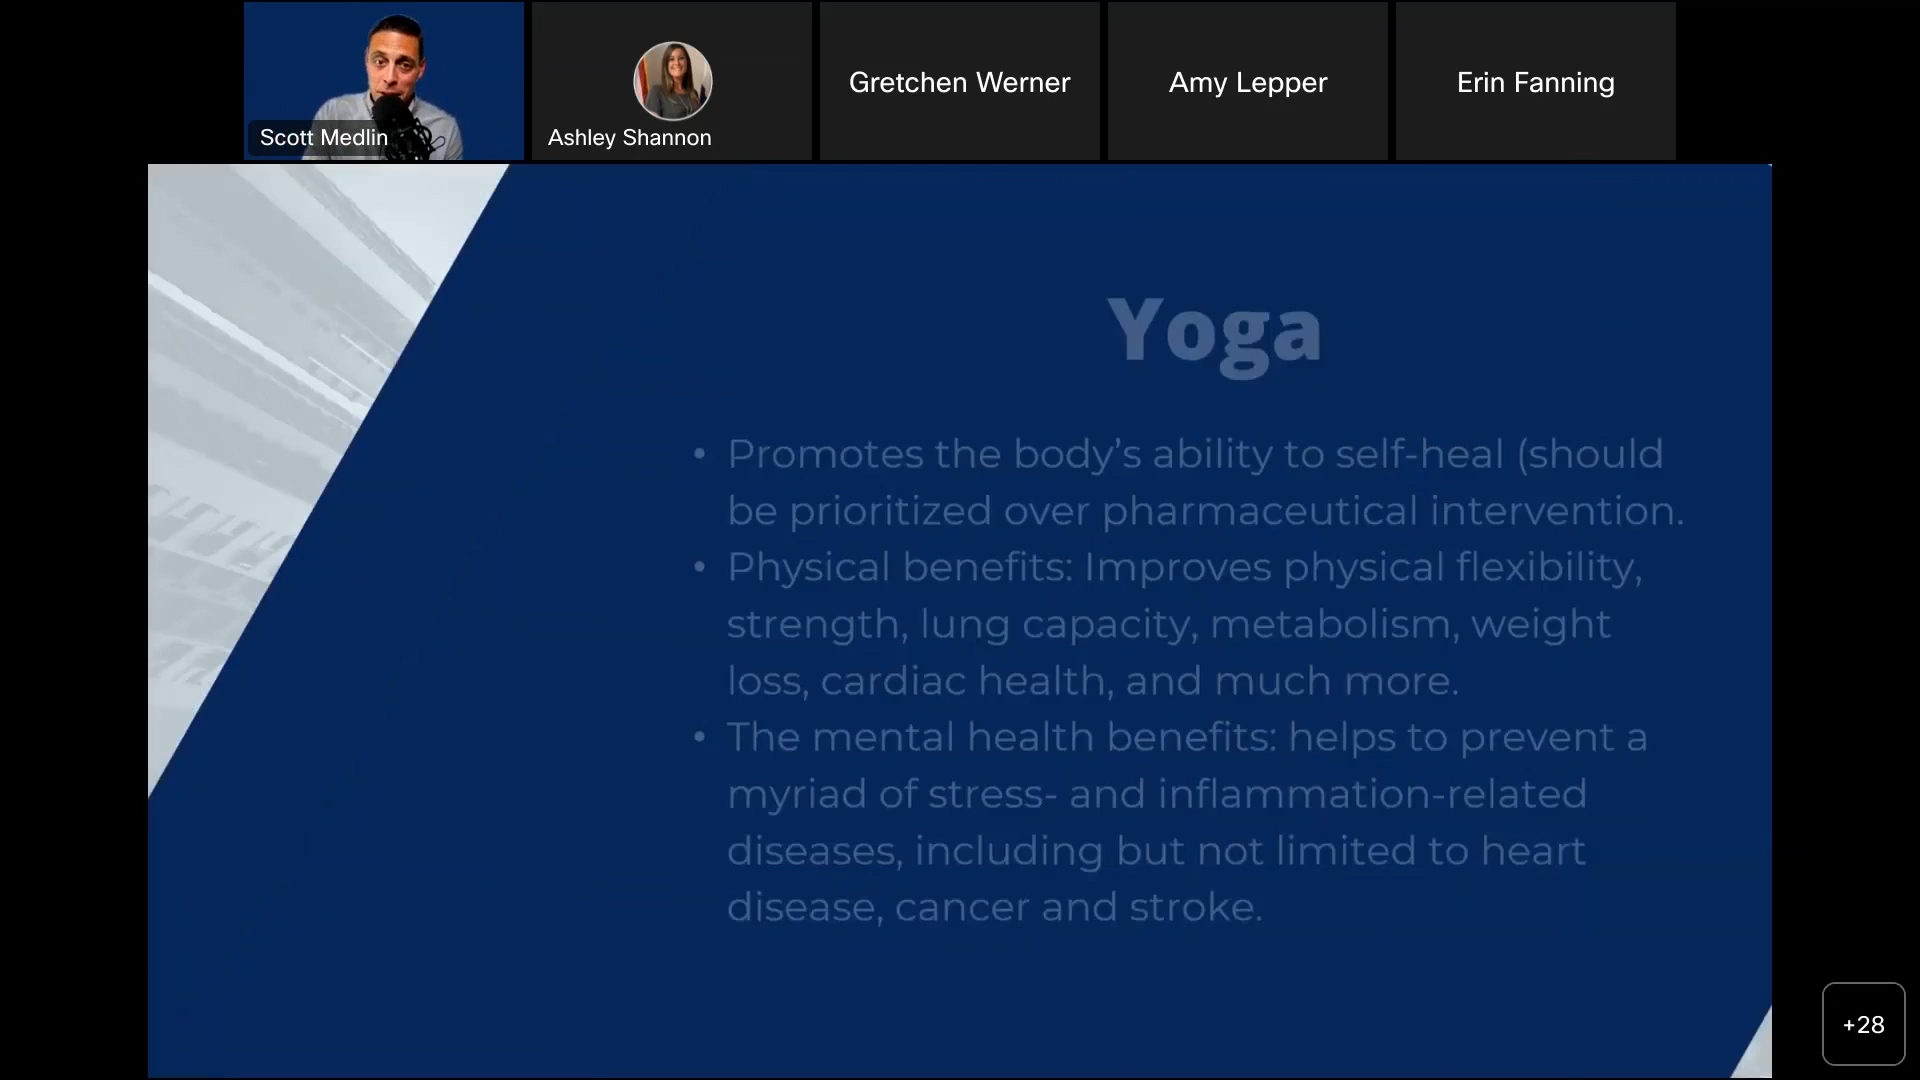 Scott Medlin
Ashley Shannon
Gretchen Werner
Amy Lepper
Erin Fanning
Yoga
• Promotes the body’s ability to self-heal (should
be prioritized over pharmaceutical intervention.
• Physical benefits: Improves physical flexibility,
strength, lung capacity, metabolism, weight
loss, cardiac health, and much more.
• The mental health benefits: helps to prevent a
myriad of stress- and inflammation-related
diseases, including but not limited to heart
disease, cancer and stroke.
+28